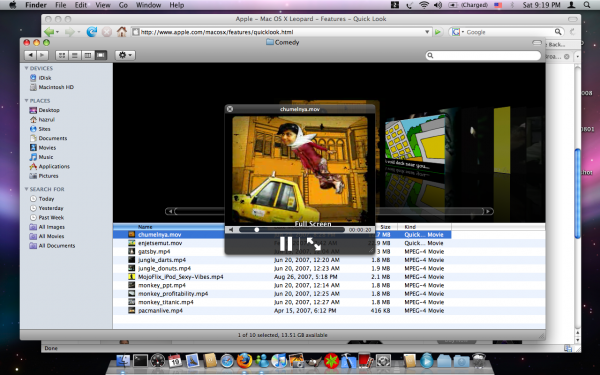 Finder File Edit View Go Window Help
(Charged) Sat 9:19 PM
Apple – Mac OS X Leopard – Features – Quick Look
http://www.apple.com/macosx/features/quicklook.html
Google
Comedy
Back...
DEVICES
iDisk
Macintosh HD
PLACES
Desktop
hazrul
Sites
Documents
Movies
Music
Applications
Pictures
SEARCH FOR
Today
Yesterday
Past Week
All Images
All Movies
All Documents
chumelnya.mov
Full Screen
00:00:20
Name Size Kind
chumelnya.mov MB Quick... Movie
enjetsemut.mov MB Quick... Movie
gatsby.mp4 MB MPEG-4 Movie
jungle_darts.mp4 Jun 20, 2007, 12:20 AM 1.8 MB MPEG-4 Movie
jungle_donuts.mp4 Jun 20, 2007, 12:23 AM 1.9 MB MPEG-4 Movie
MojoFlix_iPod_Sexy-Vibes.mp4 Aug 26, 2007, 5:18 PM 2.1 MB MPEG-4 Movie
monkey_ppt.mp4 Jun 20, 2007, 12:14 AM 1.8 MB MPEG-4 Movie
monkey_profitability.mp4 Jun 20, 2007, 12:25 AM 1.8 MB MPEG-4 Movie
monkey_titanic.mp4 Jun 20, 2007, 12:27 AM 1.8 MB MPEG-4 Movie
pacmanlive.mp4 Apr 15, 2007, 6:12 PM 416 KB MPEG-4 Movie
1 of 10 selected, 13.51 GB available
Done